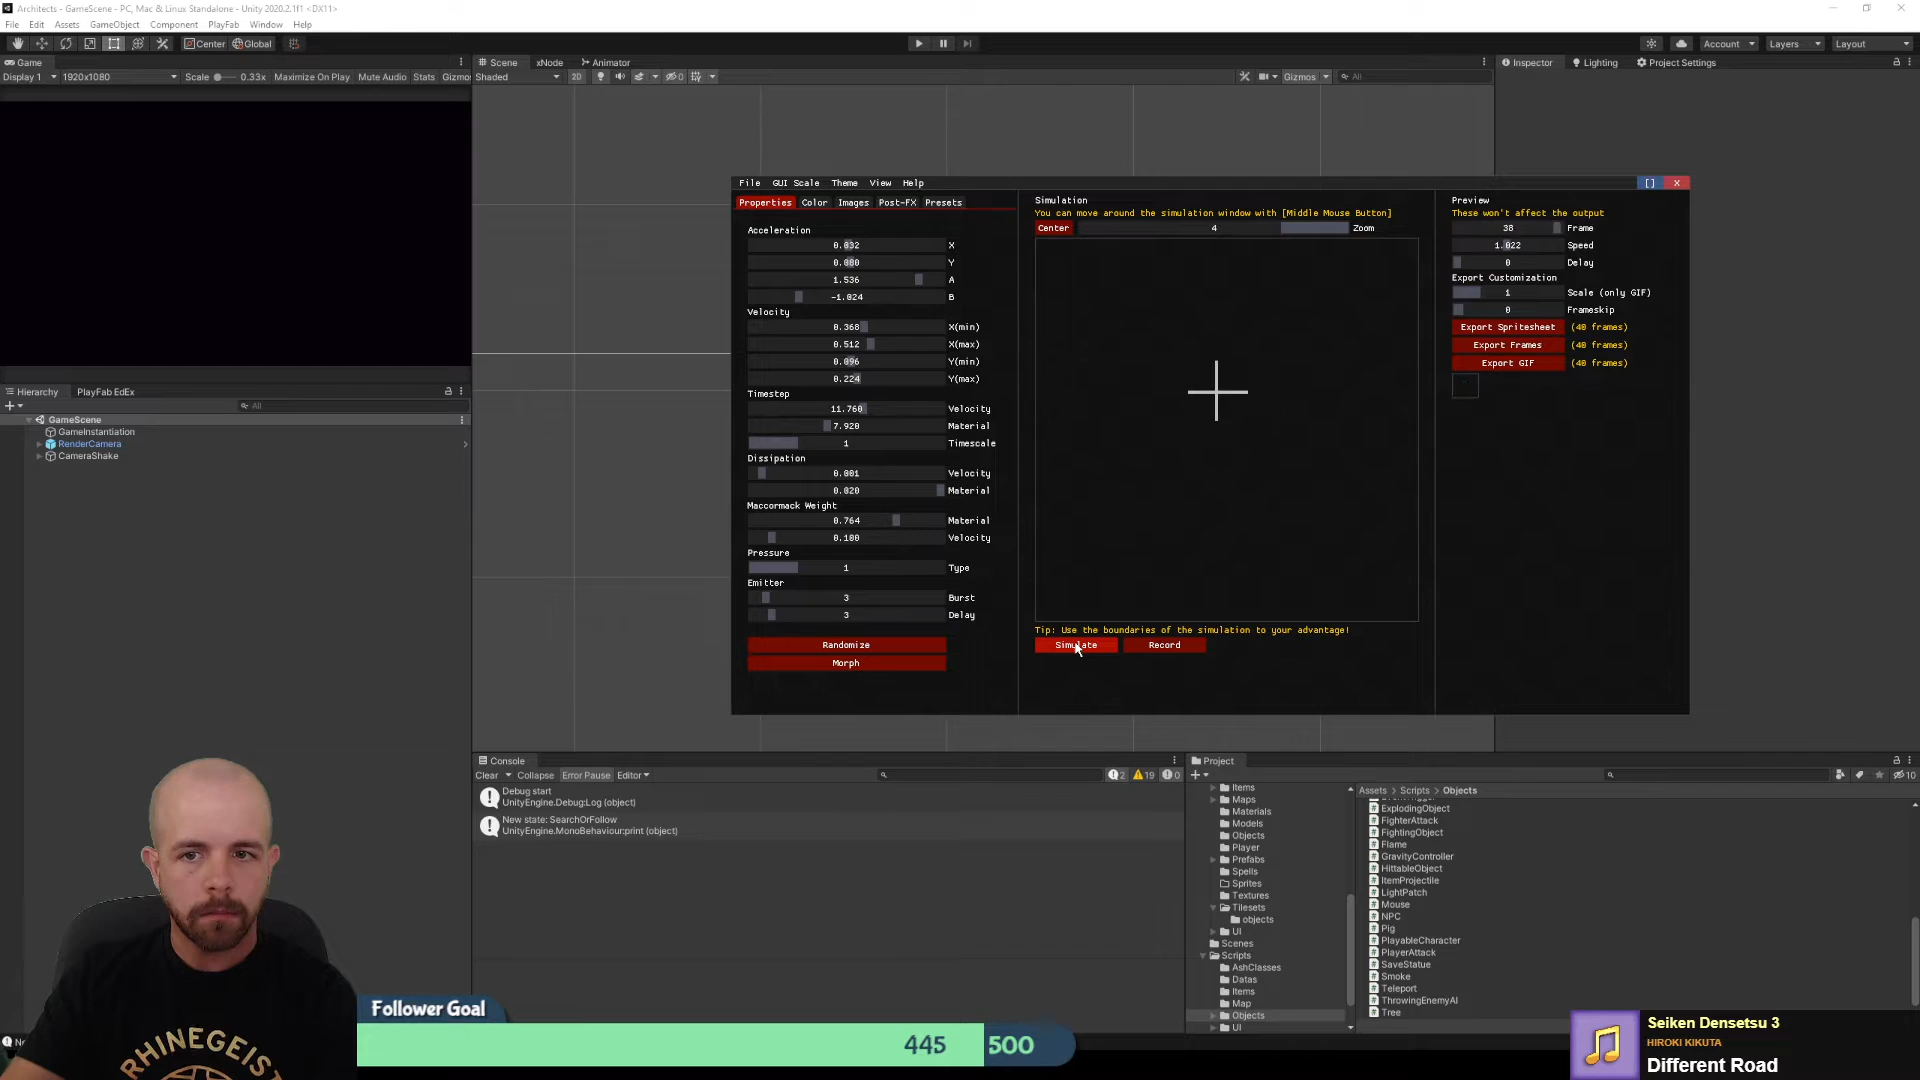 Architects - GameScene - PC, Mac & Linux Standalone - Unity 2020.2.1f1 <DX11>
File Edit Assets GameObject Component PlayFab Window Help
Center Global
Account Layers Layout
Game
Display 1 1920x1080 Scale 0.33x Maximize On Play Mute Audio Stats Gizmo
Scene xNode Animator
Shaded 2D Gizmos All
Inspector Lighting Project Settings
Hierarchy PlayFab EdEx
All
GameScene
GameInstantiation
RenderCamera
CameraShake
File GUI Scale Theme View Help
[] X
Properties Color Images Post-FX Presets
Acceleration
0.032 X
0.080 Y
1.536 A
-1.024 B
Velocity
0.368 X(min)
0.512 X(max)
0.096 Y(min)
0.224 Y(max)
Timestep
11.760 Velocity
7.920 Material
1 Timescale
Dissipation
0.001 Velocity
0.020 Material
Maccormack Weight
0.764 Material
0.100 Velocity
Pressure
1 Type
Emitter
3 Burst
3 Delay
Randomize
Morph
Simulation
You can move around the simulation window with [Middle Mouse Button]
Center 4 Zoom
Tip: Use the boundaries of the simulation to your advantage!
Simulate Record
Preview
These won't affect the output
38 Frame
1.022 Speed
0 Delay
Export Customization
1 Scale (only GIF)
0 Frameskip
Export Spritesheet (40 frames)
Export Frames (40 frames)
Export GIF (40 frames)
Console
Clear Collapse Error Pause Editor 2 19 0
Debug start
UnityEngine.Debug:Log (object)
New state: SearchOrFollow
UnityEngine.MonoBehaviour:print (object)
Project
10
Items
Maps
Materials
Models
Objects
Player
Prefabs
Spells
Sprites
Textures
Tilesets
objects
UI
Scenes
Scripts
AshClasses
Datas
Items
Map
Objects
UI
Assets > Scripts > Objects
ExplodingObject
FighterAttack
FightingObject
Flame
GravityController
HittableObject
ItemProjectile
LightPatch
Mouse
NPC
Pig
PlayableCharacter
PlayerAttack
SaveStatue
Smoke
Teleport
ThrowingEnemyAI
Tree
RHINEGEIST
Follower Goal
445 500
Seiken Densetsu 3
HIROKI KIKUTA
Different Road